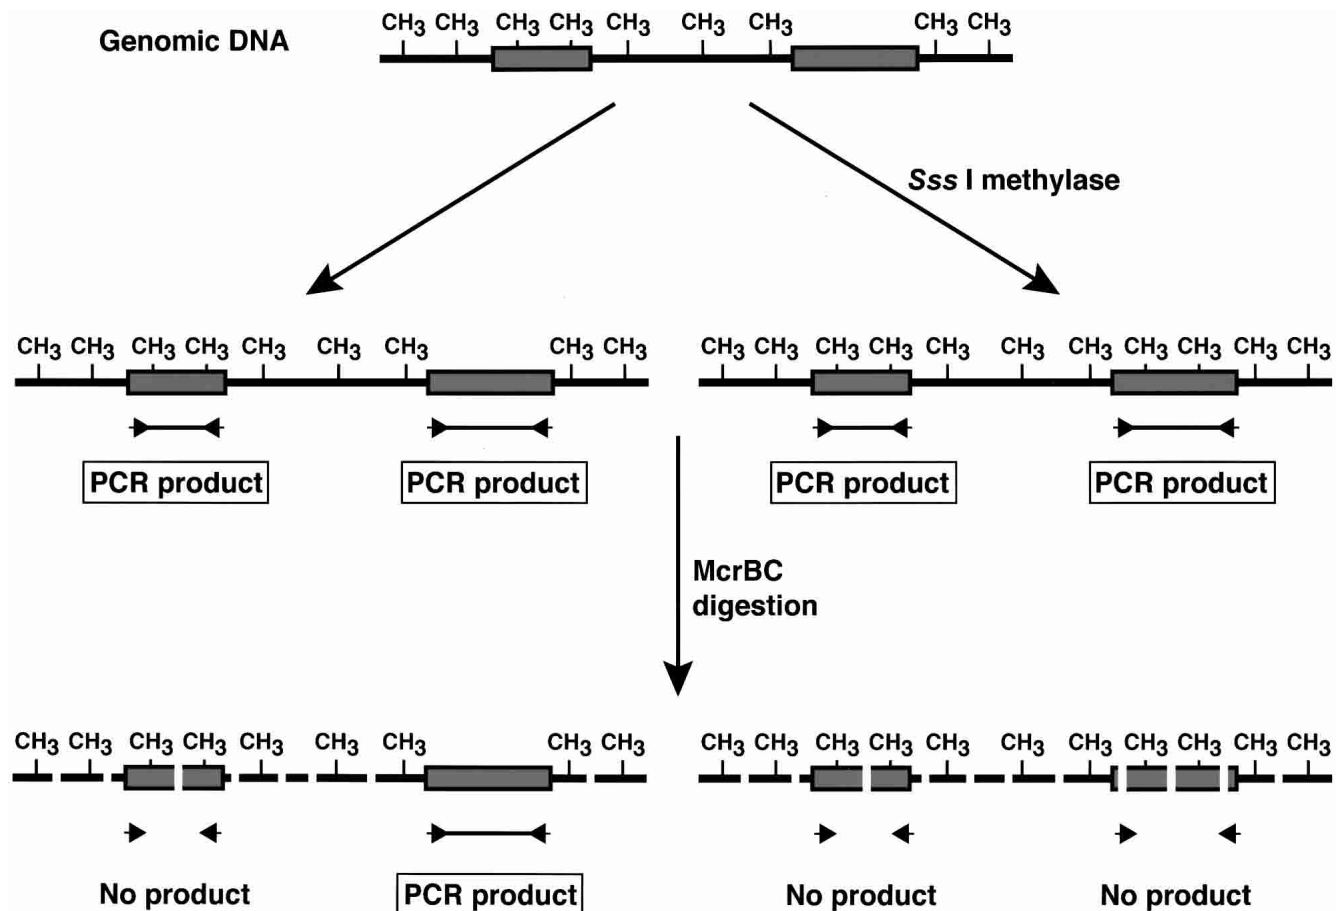 CH3 CH3 CH3 CH3 CH3 CH3 CH3 CH3 CH3
Genomic DNA
Sss I methylase
CH3 CH3 CH3 CH3 CH3 CH3 CH3 CH3 CH3
CH3 CH3 CH3 CH3 CH3 CH3 CH3 CH3 CH3 CH3 CH3
PCR product PCR product PCR product PCR product
McrBC
digestion
CH3 CH3 CH3 CH3 CH3 CH3 CH3 CH3 CH3
CH3 CH3 CH3 CH3 CH3 CH3 CH3 CH3 CH3 CH3 CH3
No product PCR product No product No product